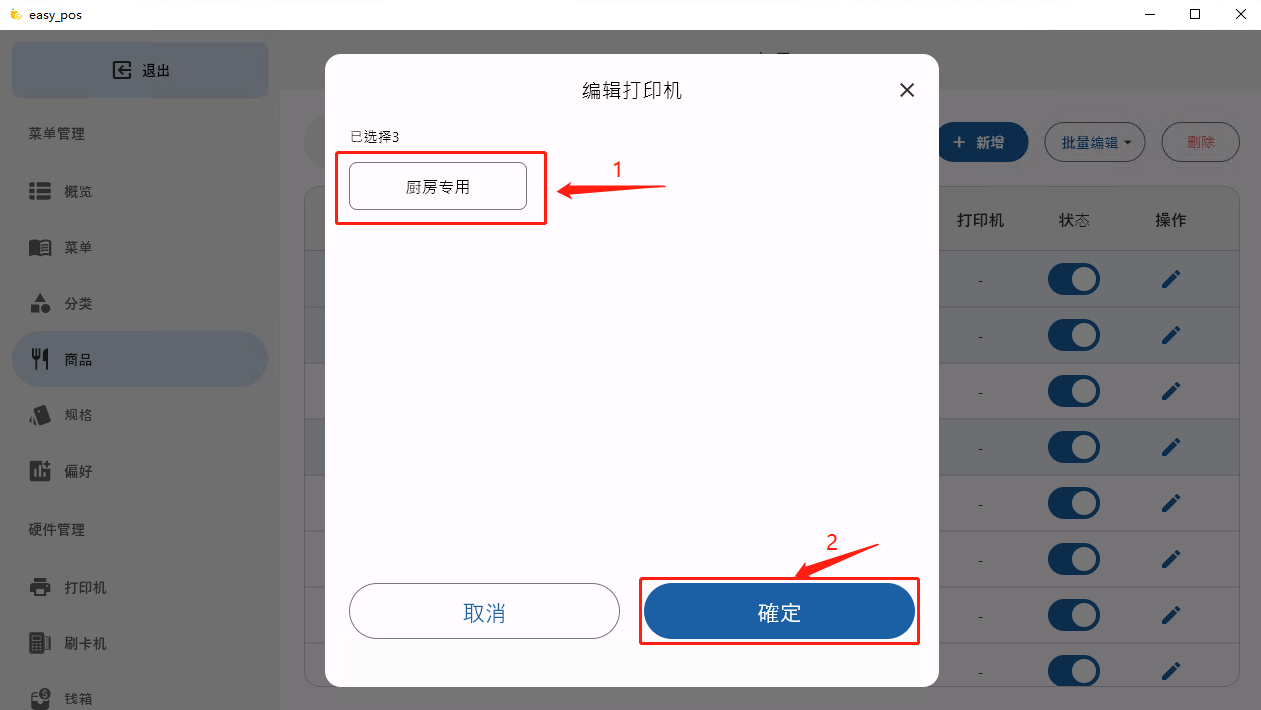 easy_pos
退出
菜单管理
概览
菜单
分类
商品
规格
偏好
硬件管理
打印机
刷卡机
钱箱
编辑打印机
已选择3
厨房专用
1
2
取消
確定
新增
批量编辑
删除
打印机 状态 操作
-
-
-
-
-
-
-
-